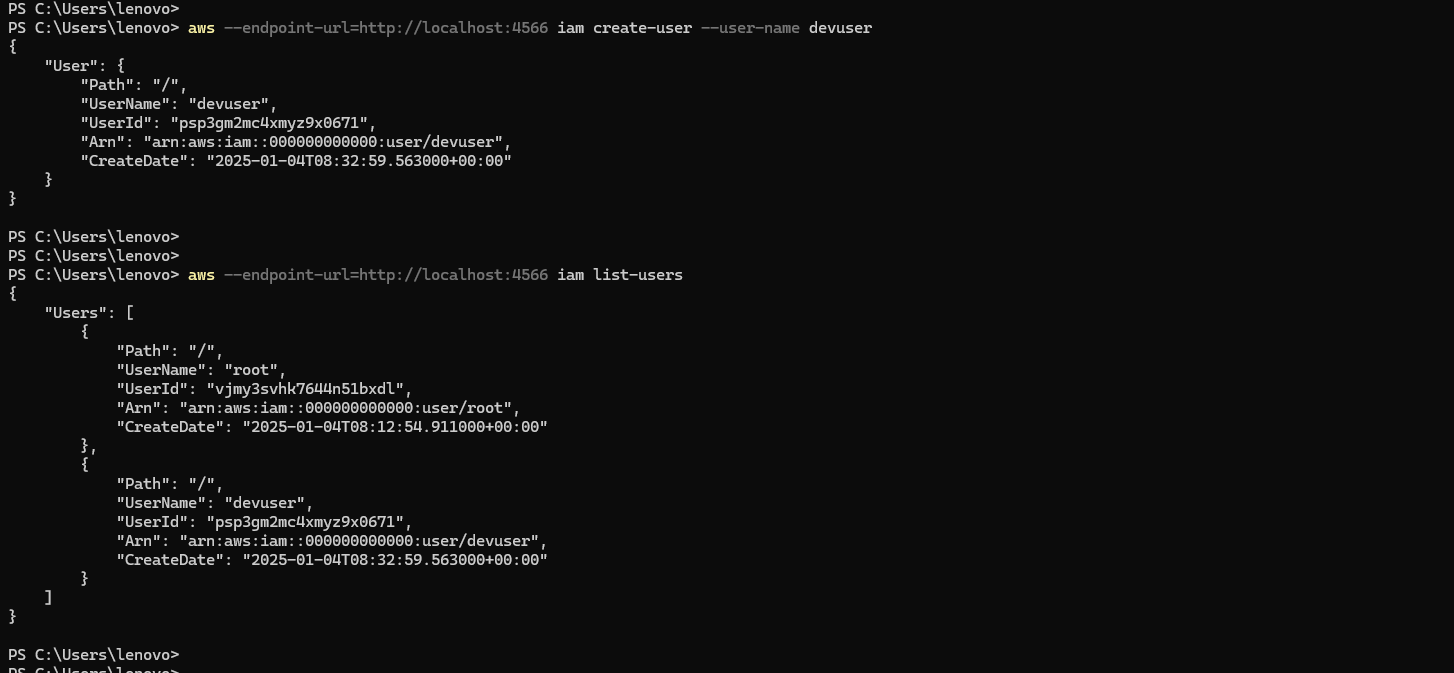 PS C:\Users\lenovo>
PS C:\Users\lenovo> aws --endpoint-url=http://localhost:4566 iam create-user --user-name devuser
{
    "User": {
        "Path": "/",
        "UserName": "devuser",
        "UserId": "psp3gm2mc4xmyz9x0671",
        "Arn": "arn:aws:iam::000000000000:user/devuser",
        "CreateDate": "2025-01-04T08:32:59.563000+00:00"
    }
}
PS C:\Users\lenovo>
PS C:\Users\lenovo>
PS C:\Users\lenovo> aws --endpoint-url=http://localhost:4566 iam list-users
{
    "Users": [
        {
            "Path": "/",
            "UserName": "root",
            "UserId": "vjmy3svhk7644n51bxdl",
            "Arn": "arn:aws:iam::000000000000:user/root",
            "CreateDate": "2025-01-04T08:12:54.911000+00:00"
        },
        {
            "Path": "/",
            "UserName": "devuser",
            "UserId": "psp3gm2mc4xmyz9x0671",
            "Arn": "arn:aws:iam::000000000000:user/devuser",
            "CreateDate": "2025-01-04T08:32:59.563000+00:00"
        }
    ]
}
PS C:\Users\lenovo>
PS C:\Users\lenovo>